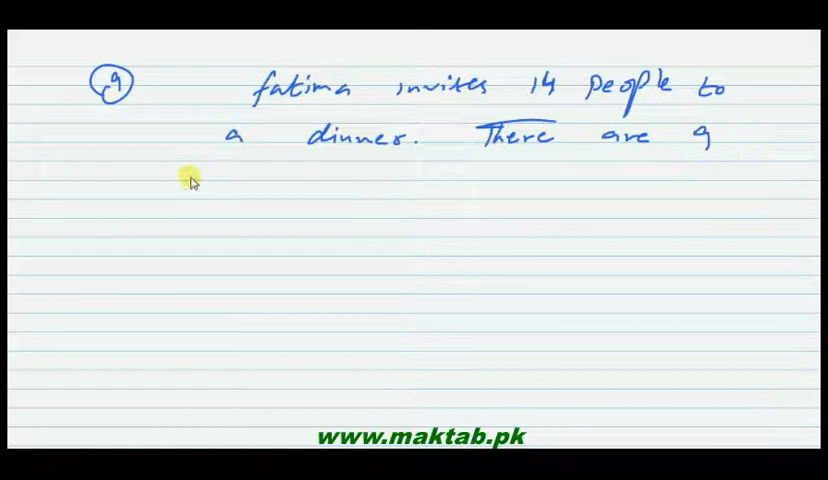 9 fatima invites 14 people to
a dinner. There are 9
www.maktab.pk